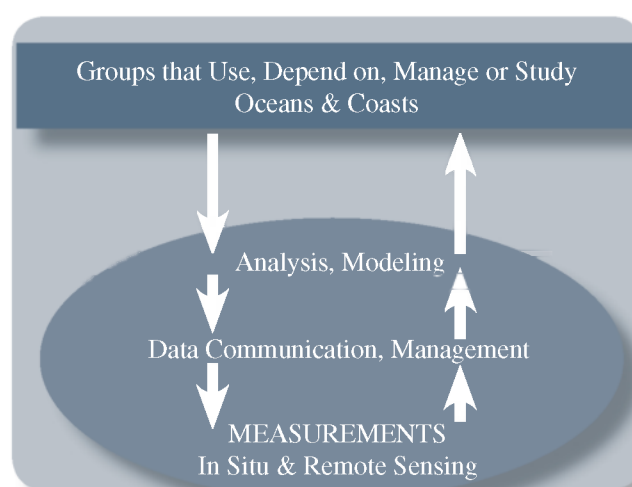 Groups that Use, Depend on, Manage or Study
Oceans & Coasts
Analysis, Modeling
Data Communication, Management
MEASUREMENTS
In Situ & Remote Sensing